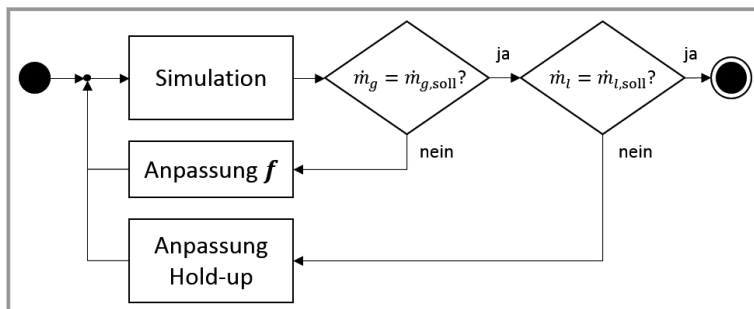 Simulation
ṁ_g = ṁ_g,soll?
ja
ṁ_l = ṁ_l,soll?
ja
nein
nein
Anpassung f
Anpassung
Hold-up